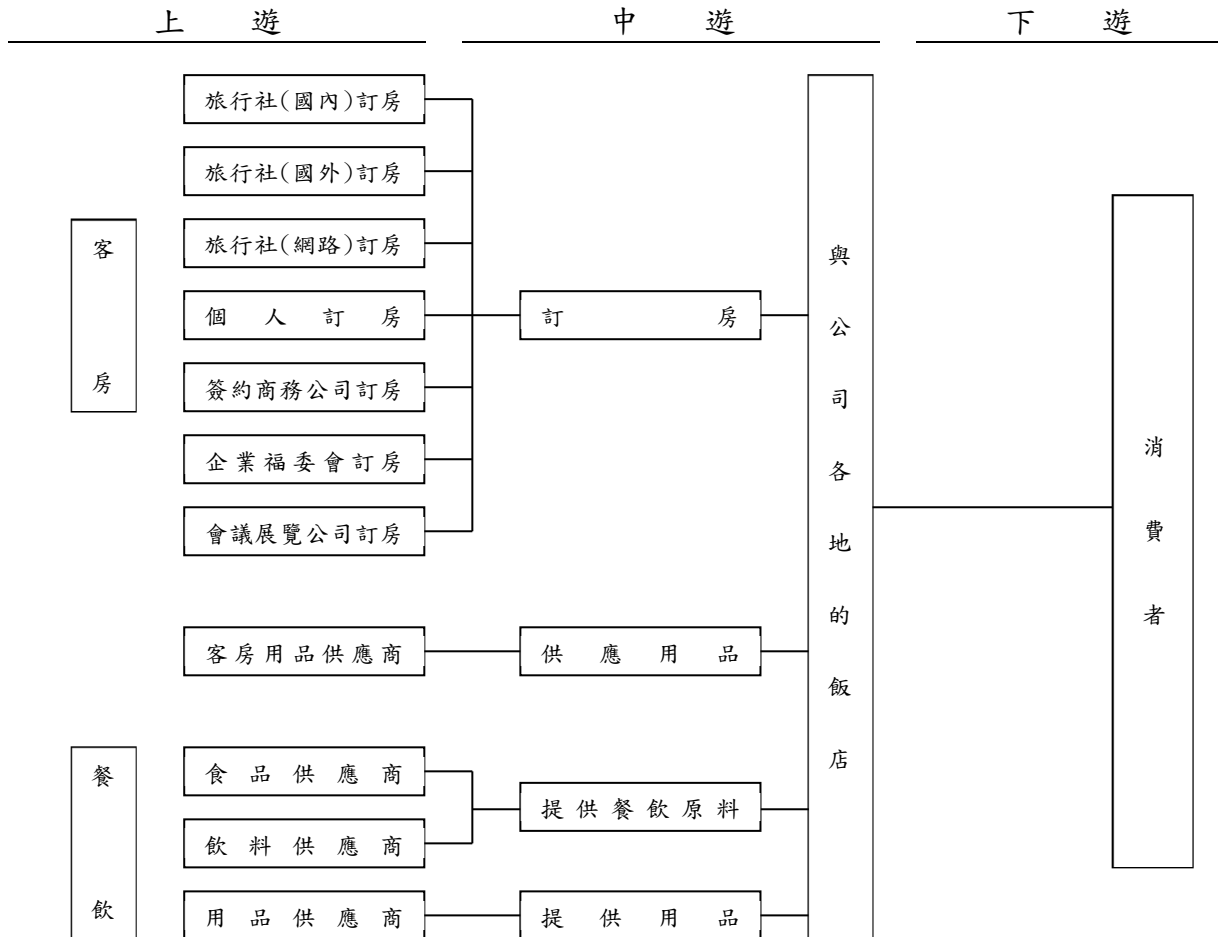 上遊 中遊 下遊
旅行社(國內)訂房
旅行社(國外)訂房
客房
旅行社(網路)訂房
個人訂房
訂房
簽約商務公司訂房
企業福委會訂房
會議展覽公司訂房
與公司各地的飯店
消費者
客房用品供應商
供應用品
餐飲
食品供應商
飲料供應商
提供餐飲原料
用品供應商
提供用品